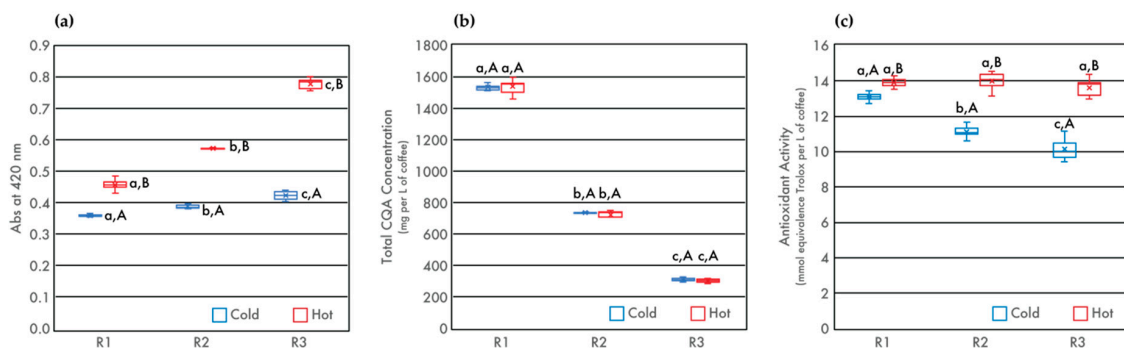 (a)
Abs at 420 nm
0.9
0.8
0.7
0.6
0.5
0.4
0.3
0.2
0.1
0.0
a,B
a,A
b,B
b,A
c,B
c,A
Cold Hot
R1 R2 R3
(b)
Total CQA Concentration
(mg per L of coffee)
1800
1600
1400
1200
1000
800
600
400
200
a,A a,A
b,A b,A
c,A c,A
Cold Hot
R1 R2 R3
(c)
Antioxidant Activity
(mmol equivalence Trolox per L of coffee)
16
14
12
10
8
6
4
2
0
a,A a,B
a,B
b,A
a,B
c,A
Cold Hot
R1 R2 R3